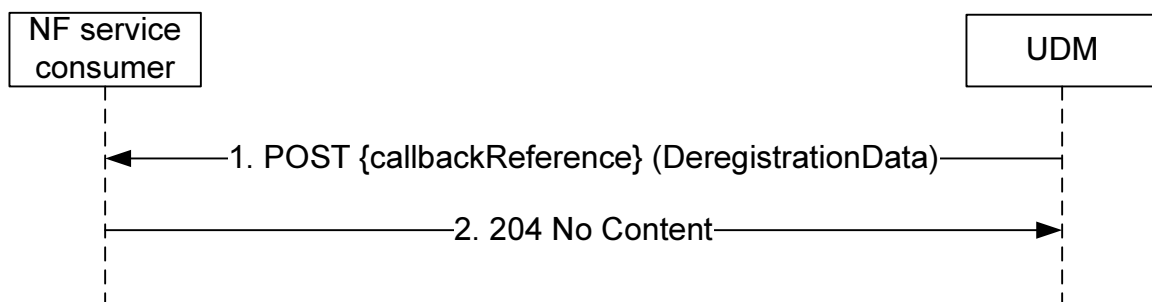 NF service
consumer
UDM
1. POST {callbackReference} (DeregistrationData)
2. 204 No Content